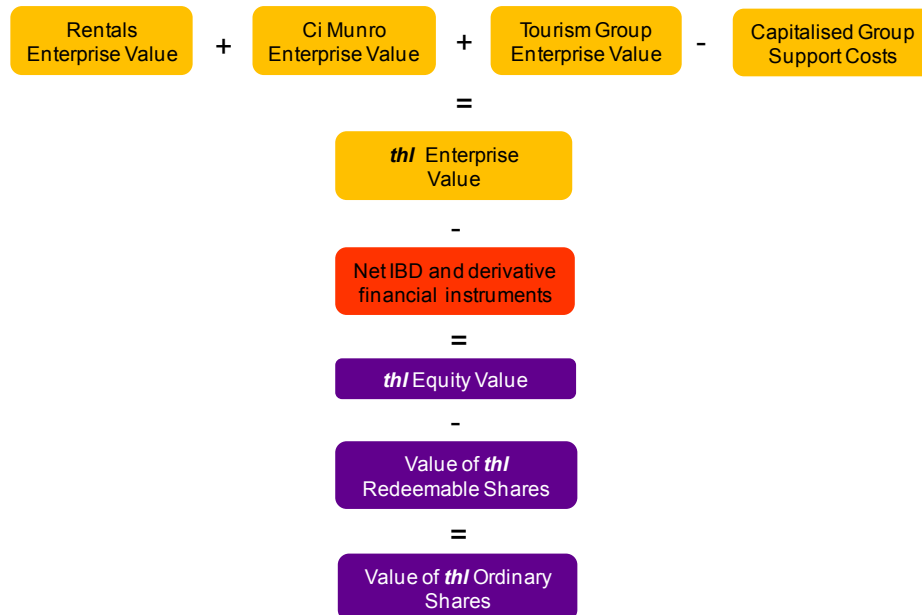 Rentals + Ci Munro + Tourism Group - Capitalised Group
Enterprise Value Enterprise Value Enterprise Value Support Costs
=
thl Enterprise
Value
-
Net IBD and derivative
financial instruments
=
thl Equity Value
-
Value of thl
Redeemable Shares
=
Value of thl Ordinary
Shares